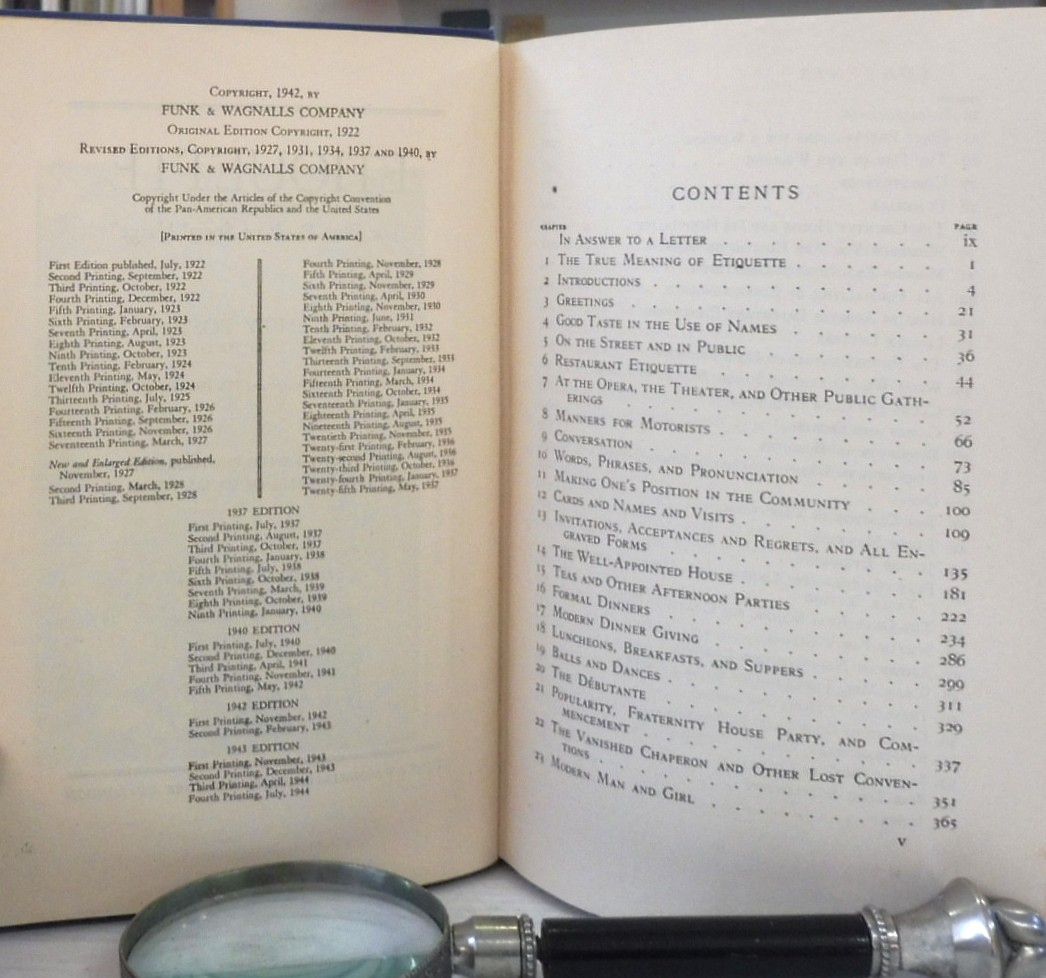 Copyright, 1942, by
FUNK & WAGNALLS COMPANY
Original Edition Copyright, 1922
Revised Editions, Copyright, 1927, 1931, 1934, 1937 and 1940, by
FUNK & WAGNALLS COMPANY
Copyright Under the Articles of the Copyright Convention
of the Pan-American Republics and the United States
[Printed in the United States of America]
First Edition published, July, 1922
Second Printing, September, 1922
Third Printing, October, 1922
Fourth Printing, December, 1922
Fifth Printing, January, 1923
Sixth Printing, February, 1923
Seventh Printing, April, 1923
Eighth Printing, August, 1923
Ninth Printing, October, 1923
Tenth Printing, February, 1924
Eleventh Printing, May, 1924
Twelfth Printing, October, 1924
Thirteenth Printing, July, 1925
Fourteenth Printing, February, 1926
Fifteenth Printing, September, 1926
Sixteenth Printing, November, 1926
Seventeenth Printing, March, 1927
New and Enlarged Edition, published,
November, 1927
Second Printing, March, 1928
Third Printing, September, 1928
Fourth Printing, November, 1928
Fifth Printing, April, 1929
Sixth Printing, November, 1929
Seventh Printing, April, 1930
Eighth Printing, November, 1930
Ninth Printing, June, 1931
Tenth Printing, February, 1932
Eleventh Printing, October, 1932
Twelfth Printing, February, 1933
Thirteenth Printing, September, 1933
Fourteenth Printing, January, 1934
Fifteenth Printing, March, 1934
Sixteenth Printing, October, 1934
Seventeenth Printing, January, 1935
Eighteenth Printing, April, 1935
Nineteenth Printing, August, 1935
Twentieth Printing, November, 1935
Twenty-first Printing, February, 1936
Twenty-second Printing, August, 1936
Twenty-third Printing, October, 1936
Twenty-fourth Printing, January, 1937
Twenty-fifth Printing, May, 1937
1937 EDITION
First Printing, July, 1937
Second Printing, August, 1937
Third Printing, October, 1937
Fourth Printing, January, 1938
Fifth Printing, July, 1938
Sixth Printing, October, 1938
Seventh Printing, March, 1939
Eighth Printing, October, 1939
Ninth Printing, January, 1940
1940 EDITION
First Printing, July, 1940
Second Printing, December, 1940
Third Printing, April, 1941
Fourth Printing, November, 1941
Fifth Printing, May, 1942
1942 EDITION
First Printing, November, 1942
Second Printing, February, 1943
1943 EDITION
First Printing, November, 1943
Second Printing, December, 1943
Third Printing, April, 1944
Fourth Printing, July, 1944
CONTENTS
CHAPTER PAGE
In Answer to a Letter . . . . . . . . ix
1 The True Meaning of Etiquette . . . . . . 1
2 Introductions . . . . . . . . . . 4
3 Greetings . . . . . . . . . . . 21
4 Good Taste in the Use of Names . . . . . . 31
5 On the Street and in Public . . . . . . . 36
6 Restaurant Etiquette . . . . . . . . 44
7 At the Opera, the Theater, and Other Public Gath-
erings . . . . . . . . . . . 52
8 Manners for Motorists . . . . . . . . 66
9 Conversation . . . . . . . . . . 73
10 Words, Phrases, and Pronunciation . . . . . 85
11 Making One's Position in the Community . . . . 100
12 Cards and Names and Visits . . . . . . . 109
13 Invitations, Acceptances and Regrets, and All En-
graved Forms . . . . . . . . . 135
14 The Well-Appointed House . . . . . . . 181
15 Teas and Other Afternoon Parties . . . . . 222
16 Formal Dinners . . . . . . . . . 234
17 Modern Dinner Giving . . . . . . . . 286
18 Luncheons, Breakfasts, and Suppers . . . . . 299
19 Balls and Dances . . . . . . . . . 311
20 The Débutante . . . . . . . . . 329
21 Popularity, Fraternity House Party, and Com-
mencement . . . . . . . . . . 337
22 The Vanished Chaperon and Other Lost Conven-
tions . . . . . . . . . . . 351
23 Modern Man and Girl . . . . . . . . 365
v